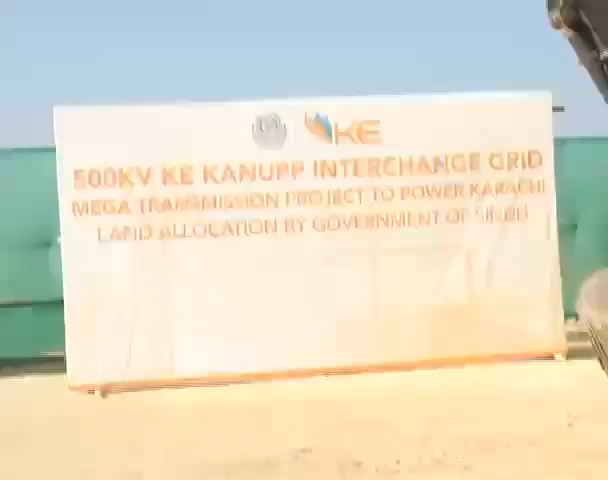 KE
500KV KE KANUPP INTERCHANGE GRID
MEGA TRANSMISSION PROJECT TO POWER KARACHI
LAND ALLOCATION BY GOVERNMENT OF SINDH